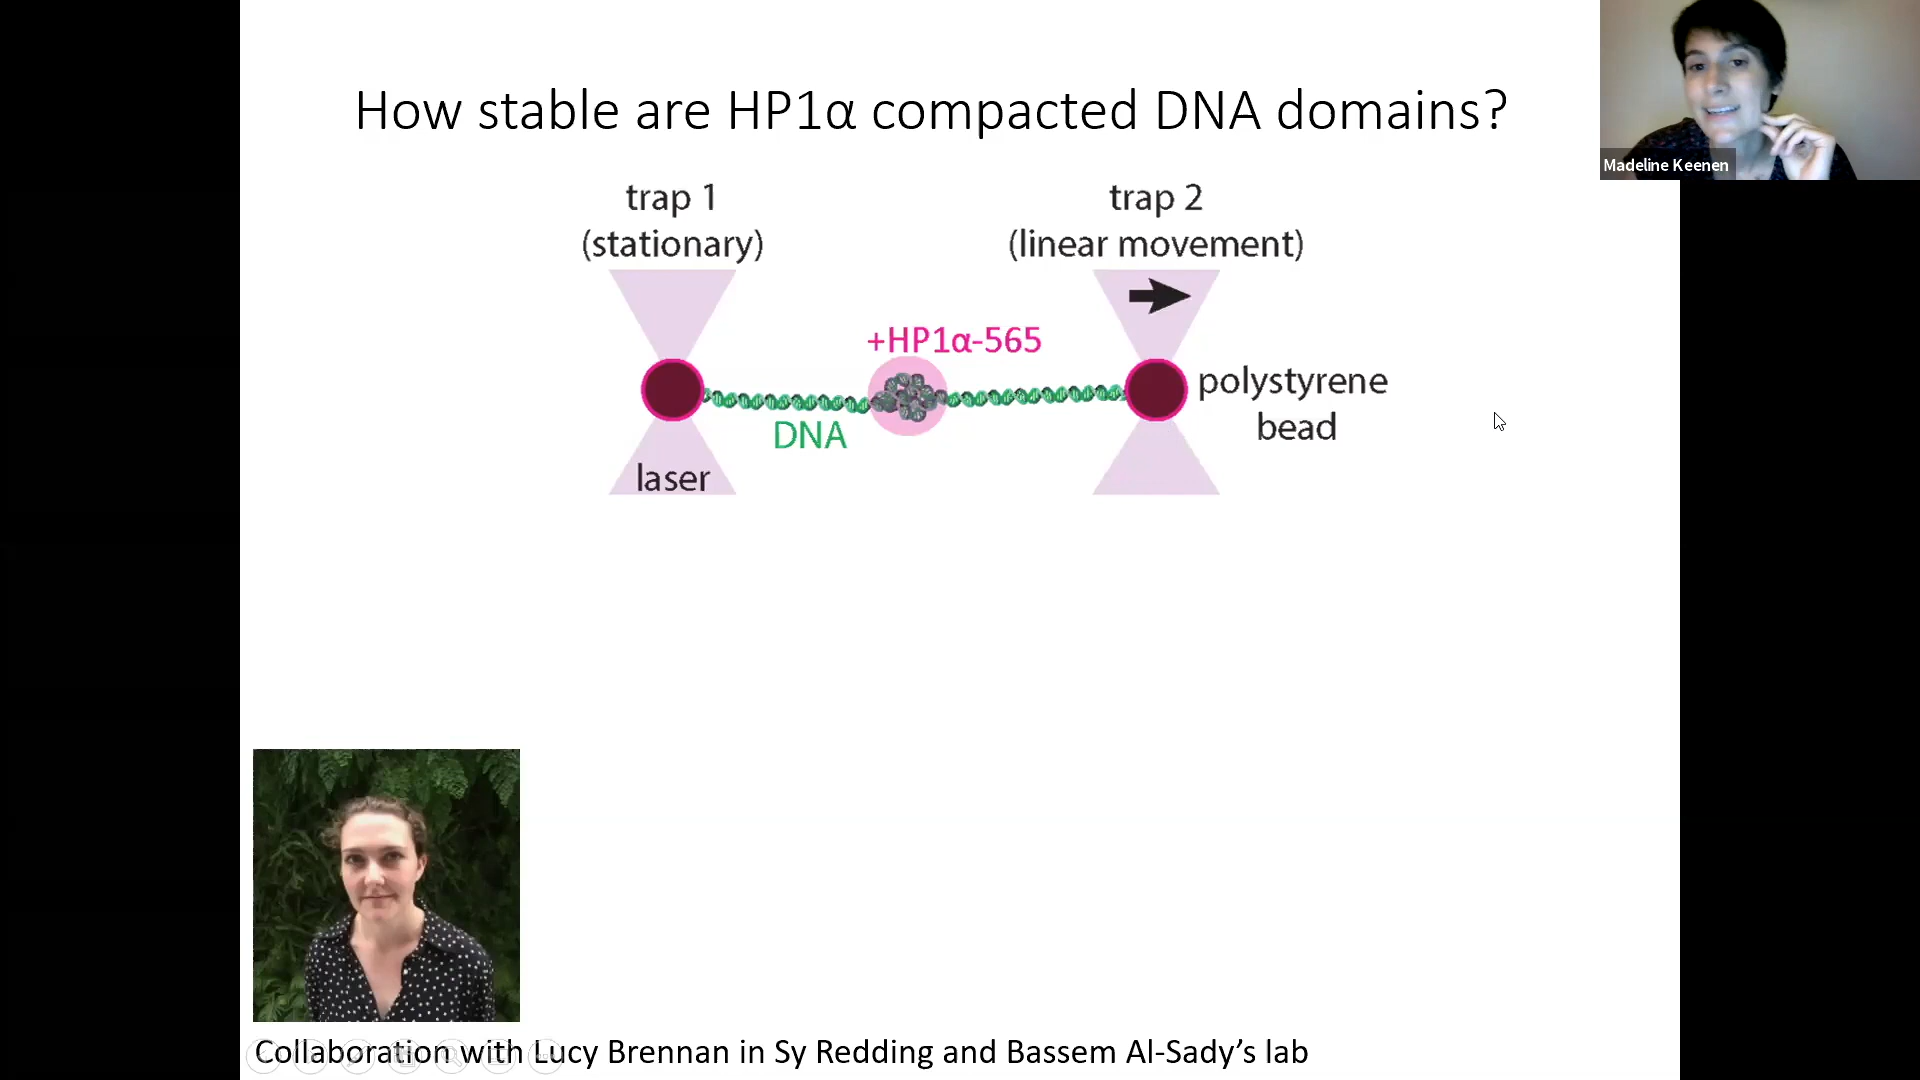 How stable are HP1α compacted DNA domains?
Madeline Keenen
trap 1
(stationary)
trap 2
(linear movement)
+HP1α-565
polystyrene
bead
DNA
laser
Collaboration with Lucy Brennan in Sy Redding and Bassem Al-Sady’s lab